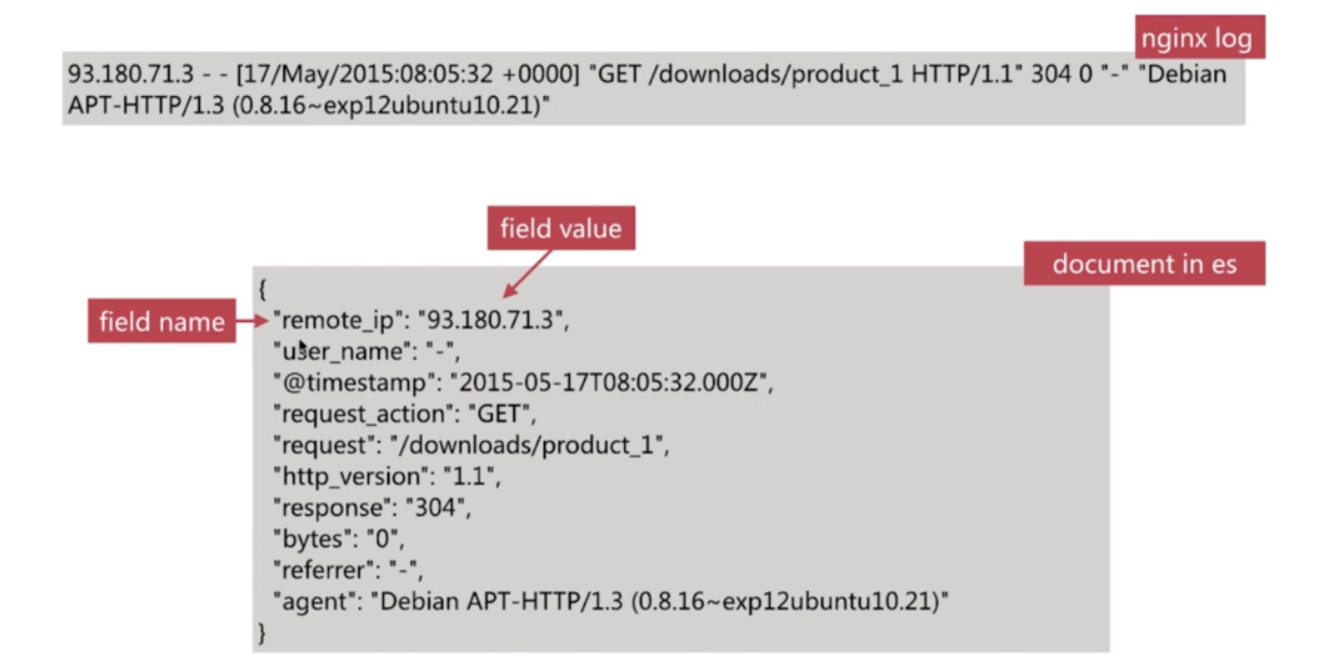 nginx log
93.180.71.3 - - [17/May/2015:08:05:32 +0000] "GET /downloads/product_1 HTTP/1.1" 304 0 "-" "Debian
APT-HTTP/1.3 (0.8.16~exp12ubuntu10.21)"
field value
document in es
{
field name
"remote_ip": "93.180.71.3",
"user_name": "-",
"@timestamp": "2015-05-17T08:05:32.000Z",
"request_action": "GET",
"request": "/downloads/product_1",
"http_version": "1.1",
"response": "304",
"bytes": "0",
"referrer": "-",
"agent": "Debian APT-HTTP/1.3 (0.8.16~exp12ubuntu10.21)"
}